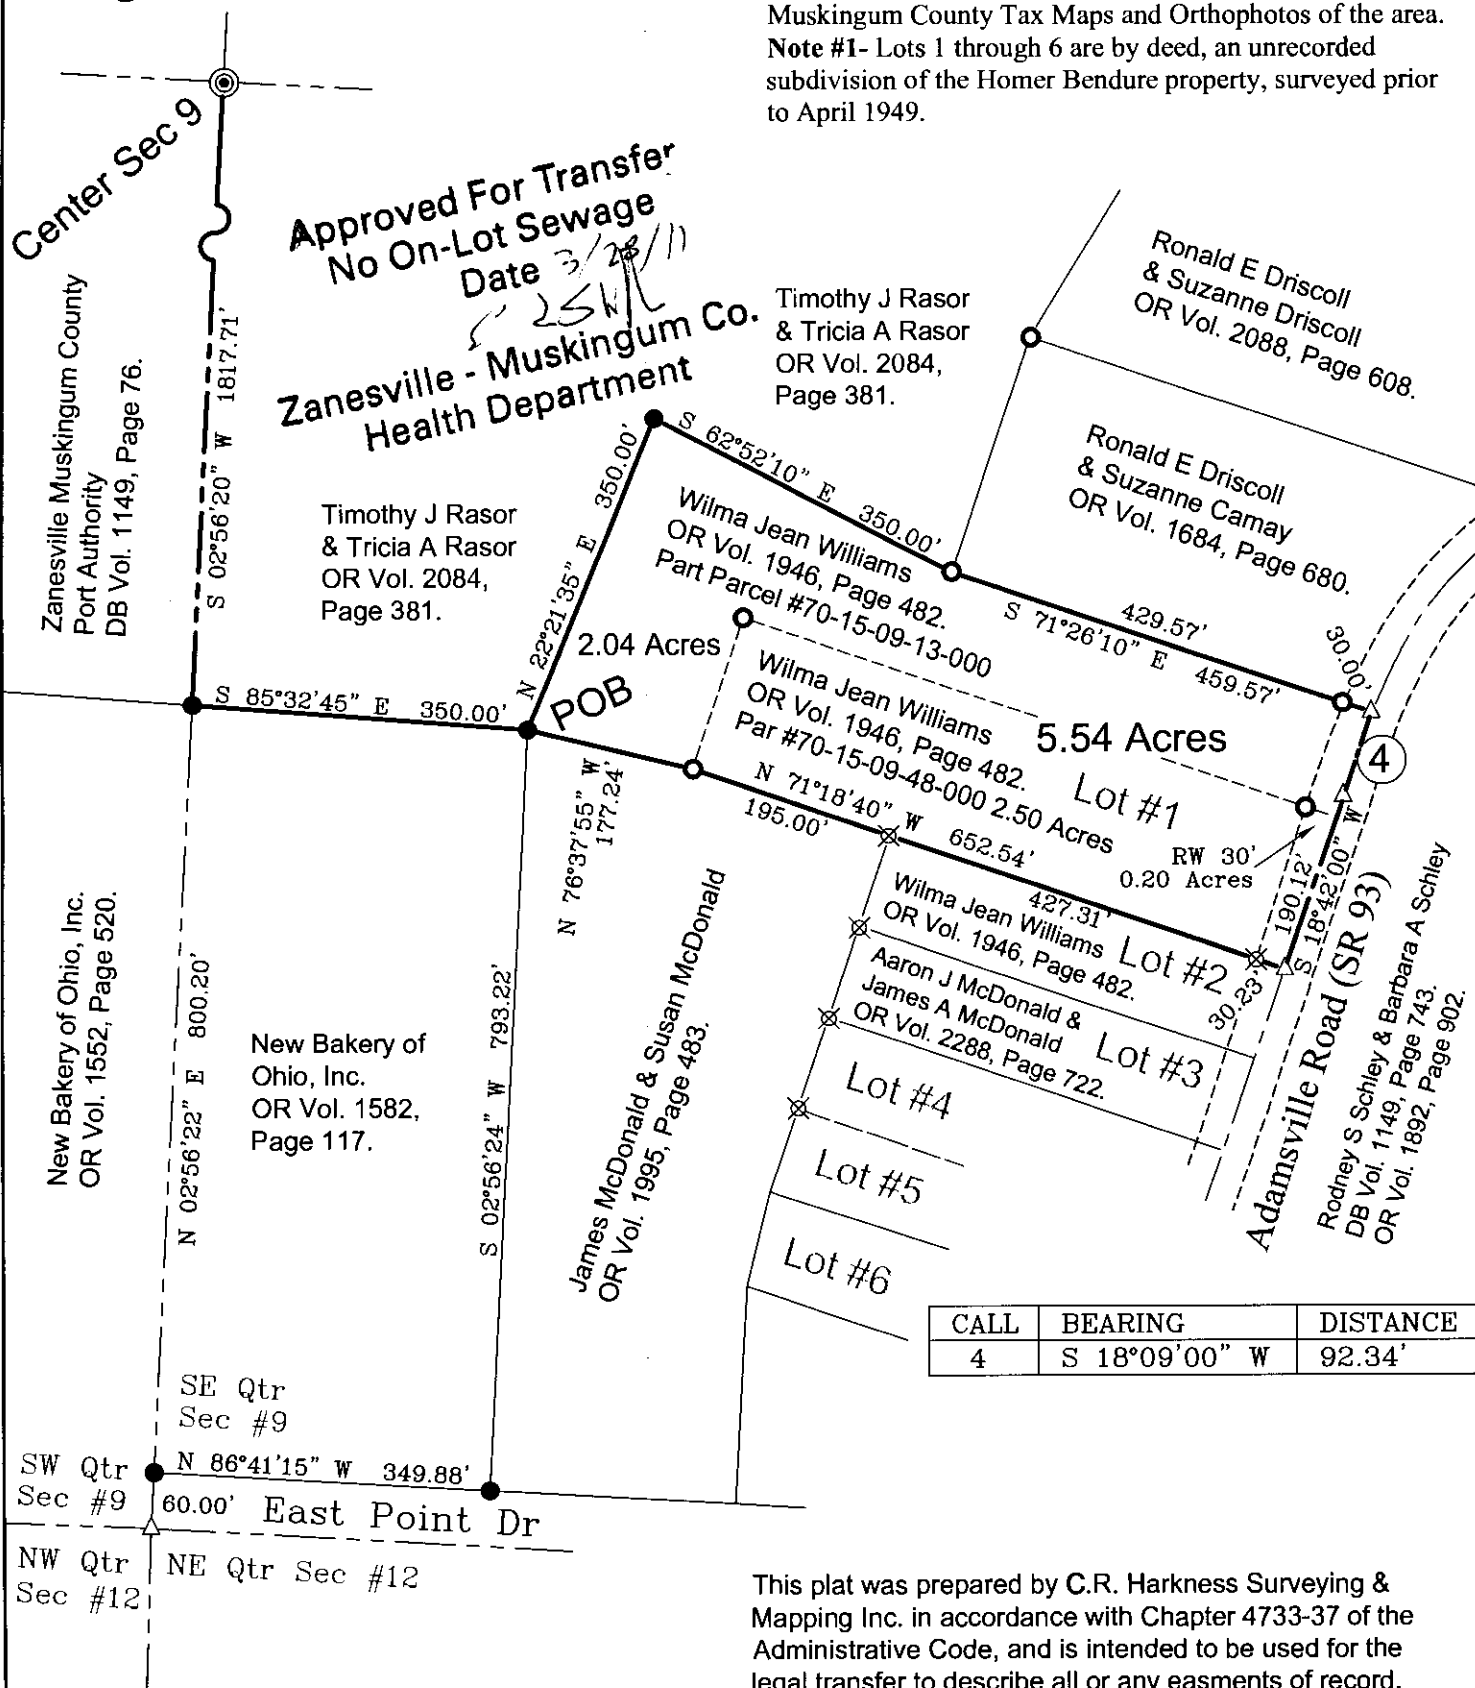 Muskingum County Tax Maps and Orthophotos of the area.
Note #1- Lots 1 through 6 are by deed, an unrecorded
subdivision of the Homer Bendure property, surveyed prior
to April 1949.
Center Sec 9
Approved For Transfer
No On-Lot Sewage
Date 3/28/11
Zanesville - Muskingum Co.
Health Department
Zanesville Muskingum County
Port Authority
DB Vol. 1149, Page 76.
S 02°56'20" W 1817.71'
Timothy J Rasor
& Tricia A Rasor
OR Vol. 2084,
Page 381.
Ronald E Driscoll
& Suzanne Driscoll
OR Vol. 2088, Page 608.
Timothy J Rasor
& Tricia A Rasor
OR Vol. 2084,
Page 381.
N 22°21'35" E 350.00'
S 62°52'10" E 350.00'
Ronald E Driscoll
& Suzanne Camay
OR Vol. 1684, Page 680.
Wilma Jean Williams
OR Vol. 1946, Page 482.
Part Parcel #70-15-09-13-000
2.04 Acres
429.57'
S 71°26'10" E 459.57'
30.00'
S 85°32'45" E 350.00'
POB
Wilma Jean Williams
OR Vol. 1946, Page 482.
Par #70-15-09-48-000 2.50 Acres
5.54 Acres
Lot #1
4
N 76°37'55" W
177.24'
N 71°18'40" W 652.54'
195.00'
427.31'
RW 30'
0.20 Acres
190.12'
S 18°42'00" W
30.23'
Adamsville Road (SR 93)
Rodney S Schley & Barbara A Schley
DB Vol. 1149, Page 743.
OR Vol. 1892, Page 902.
Wilma Jean Williams
OR Vol. 1946, Page 482.
Lot #2
Aaron J McDonald &
James A McDonald
OR Vol. 2288, Page 722.
Lot #3
Lot #4
Lot #5
Lot #6
New Bakery of Ohio, Inc.
OR Vol. 1552, Page 520.
N 02°56'22" E 800.20'
New Bakery of
Ohio, Inc.
OR Vol. 1582,
Page 117.
S 02°56'24" W 793.22'
James McDonald & Susan McDonald
OR Vol. 1995, Page 483.
CALL BEARING DISTANCE
4 S 18°09'00" W 92.34'
SE Qtr
Sec #9
SW Qtr
Sec #9
N 86°41'15" W 349.88'
60.00'
East Point Dr
NW Qtr
Sec #12
NE Qtr Sec #12
This plat was prepared by C.R. Harkness Surveying &
Mapping Inc. in accordance with Chapter 4733-37 of the
Administrative Code, and is intended to be used for the
legal transfer to describe all or any easments of record.